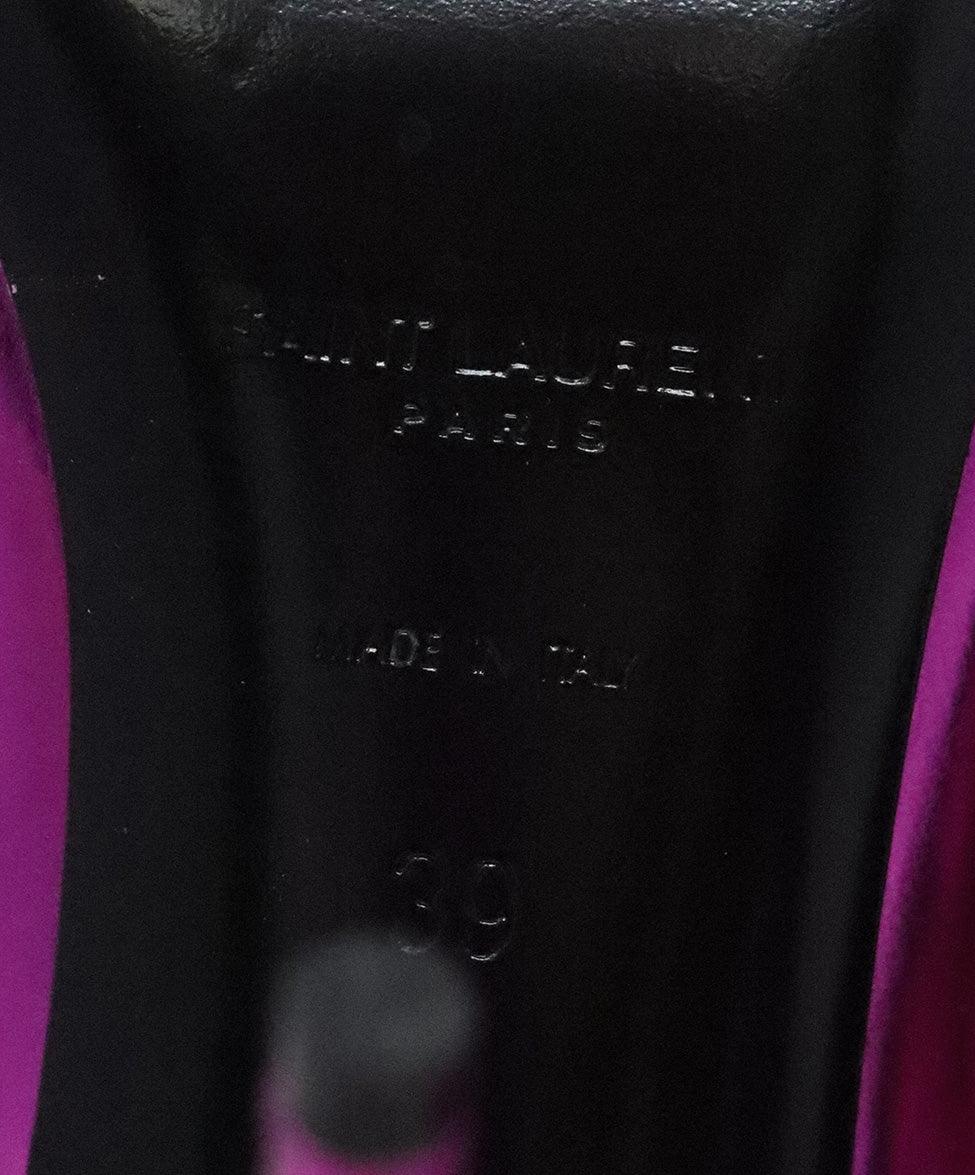 SAINT LAURENT
PARIS
MADE IN ITALY
39